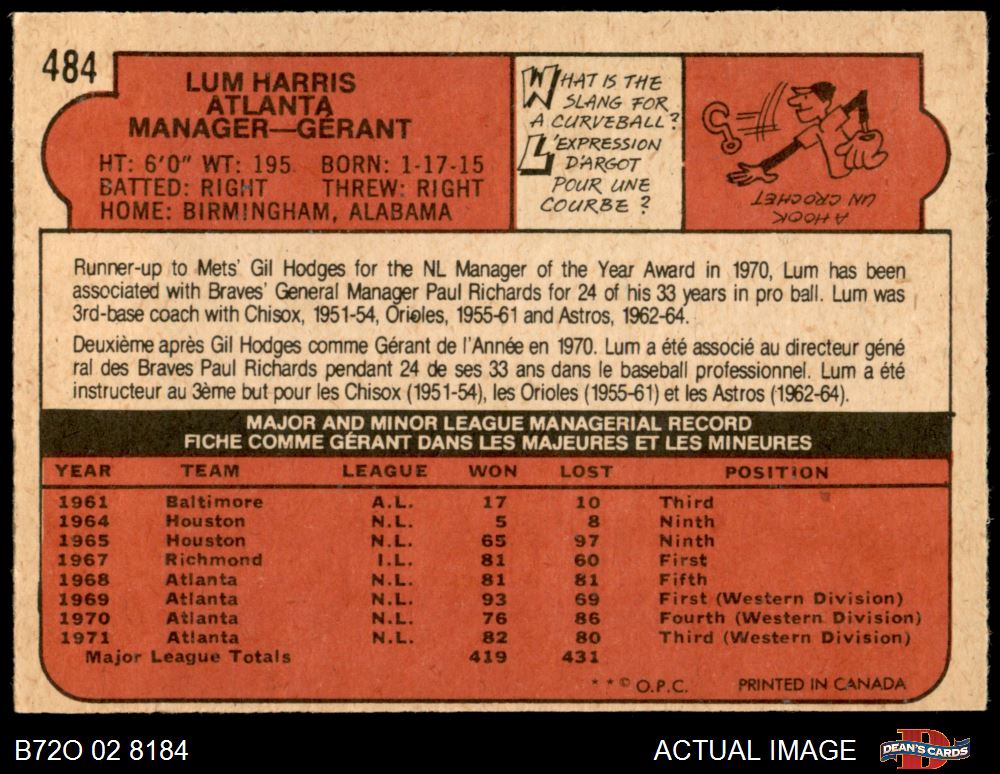 484
LUM HARRIS
ATLANTA
MANAGER—GÉRANT
HT: 6'0" WT: 195 BORN: 1-17-15
BATTED: RIGHT THREW: RIGHT
HOME: BIRMINGHAM, ALABAMA
WHAT IS THE
SLANG FOR
A CURVEBALL?
L'EXPRESSION
D'ARGOT
POUR UNE
COURBE?
A HOOK
UN CROCHET
Runner-up to Mets' Gil Hodges for the NL Manager of the Year Award in 1970, Lum has been
associated with Braves' General Manager Paul Richards for 24 of his 33 years in pro ball. Lum was
3rd-base coach with Chisox, 1951-54, Orioles, 1955-61 and Astros, 1962-64.
Deuxième après Gil Hodges comme Gérant de l'Année en 1970. Lum a été associé au directeur géné
ral des Braves Paul Richards pendant 24 de ses 33 ans dans le baseball professionnel. Lum a été
instructeur au 3ème but pour les Chisox (1951-54), les Orioles (1955-61) et les Astros (1962-64).
MAJOR AND MINOR LEAGUE MANAGERIAL RECORD
FICHE COMME GÉRANT DANS LES MAJEURES ET LES MINEURES
YEAR TEAM LEAGUE WON LOST POSITION
1961 Baltimore A.L. 17 10 Third
1964 Houston N.L. 5 8 Ninth
1965 Houston N.L. 65 97 Ninth
1967 Richmond I.L. 81 60 First
1968 Atlanta N.L. 81 81 Fifth
1969 Atlanta N.L. 93 69 First (Western Division)
1970 Atlanta N.L. 76 86 Fourth (Western Division)
1971 Atlanta N.L. 82 80 Third (Western Division)
Major League Totals 419 431
* * © O.P.C. PRINTED IN CANADA
B72O 02 8184 ACTUAL IMAGE DEAN'S CARDS